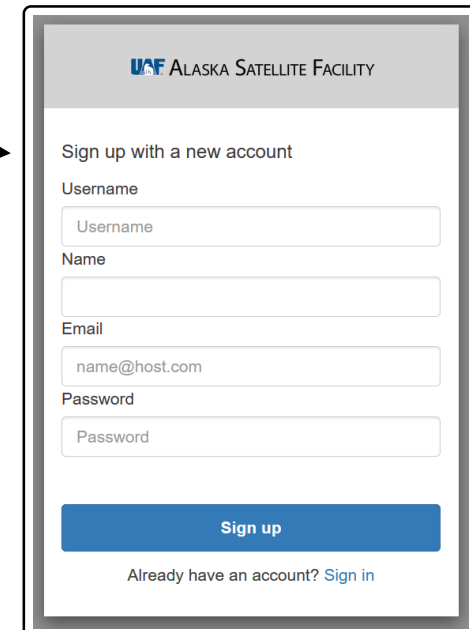 UAF ALASKA SATELLITE FACILITY
Sign up with a new account
Username
Username
Name
Email
name@host.com
Password
Password
Sign up
Already have an account? Sign in